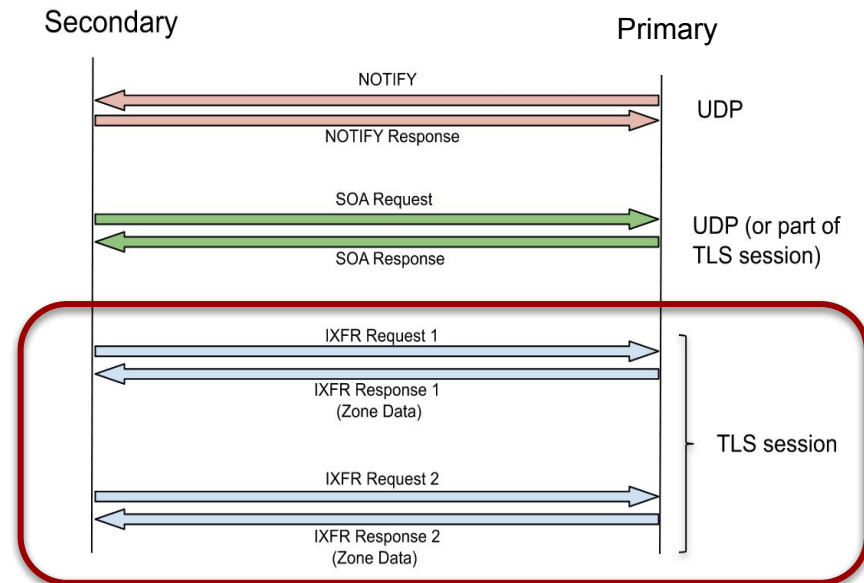 Secondary
Primary
NOTIFY
UDP
NOTIFY Response
SOA Request
UDP (or part of
TLS session)
SOA Response
IXFR Request 1
IXFR Response 1
(Zone Data)
TLS session
IXFR Request 2
IXFR Response 2
(Zone Data)